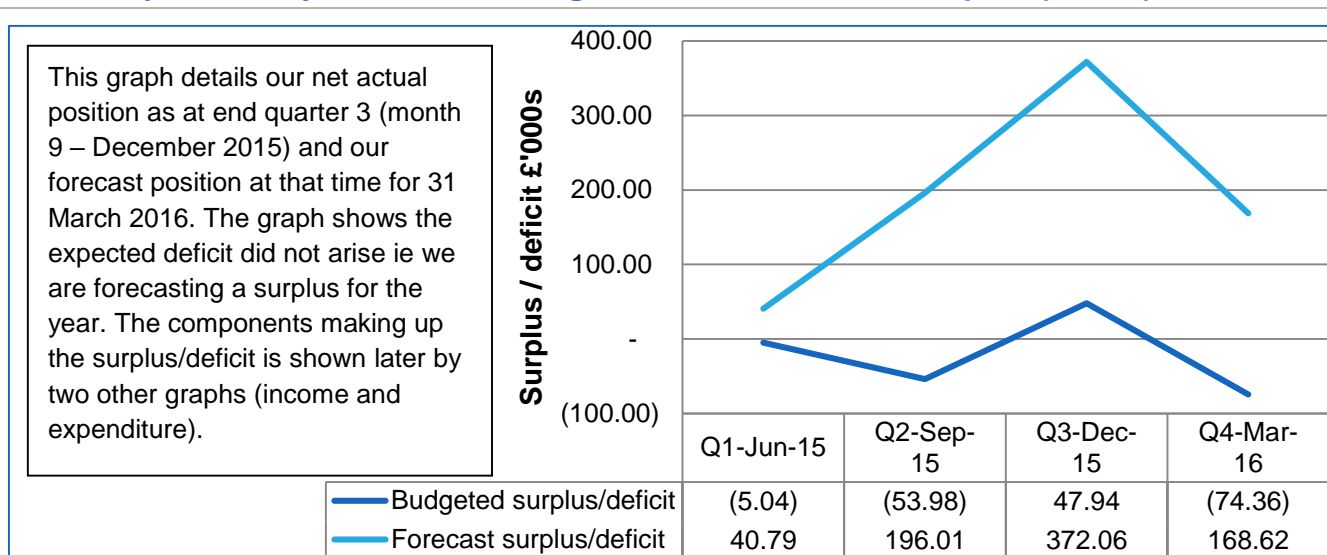 This graph details our net actual
position as at end quarter 3 (month
9 – December 2015) and our
forecast position at that time for 31
March 2016. The graph shows the
expected deficit did not arise ie we
are forecasting a surplus for the
year. The components making up
the surplus/deficit is shown later by
two other graphs (income and
expenditure).
Surplus / deficit £'000s
400.00
300.00
200.00
100.00
-
(100.00)
Q1-Jun-15 Q2-Sep-15 Q3-Dec-15 Q4-Mar-16
Budgeted surplus/deficit (5.04) (53.98) 47.94 (74.36)
Forecast surplus/deficit 40.79 196.01 372.06 168.62